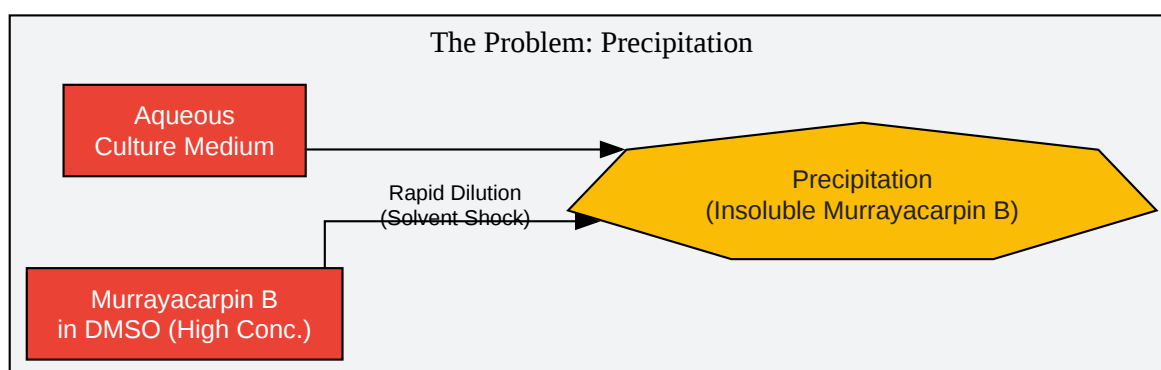 The Problem: Precipitation
Aqueous
Culture Medium
Rapid Dilution
(Solvent Shock)
Precipitation
(Insoluble Murrayacarpin B)
Murrayacarpin B
in DMSO (High Conc.)